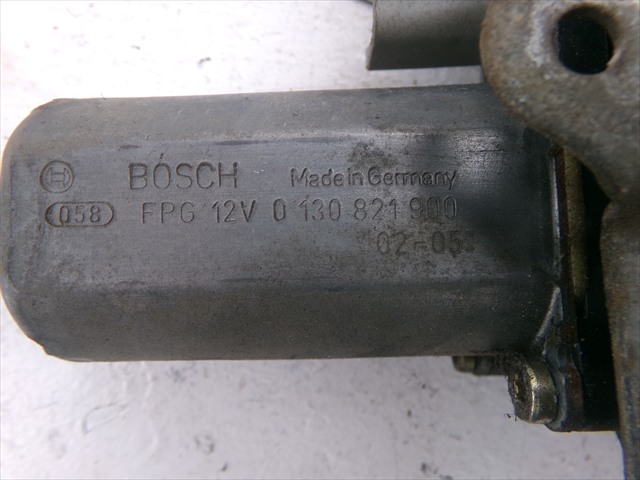 BOSCH Made in Germany
058 FPG 12V 0 130 821 900
02-05